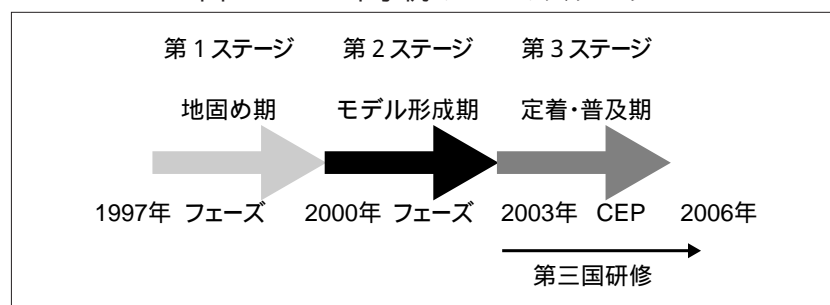 第1ステージ 第2ステージ 第3ステージ
地固め期 モデル形成期 定着・普及期
1997年 フェーズ 2000年 フェーズ 2003年 CEP 2006年
第三国研修